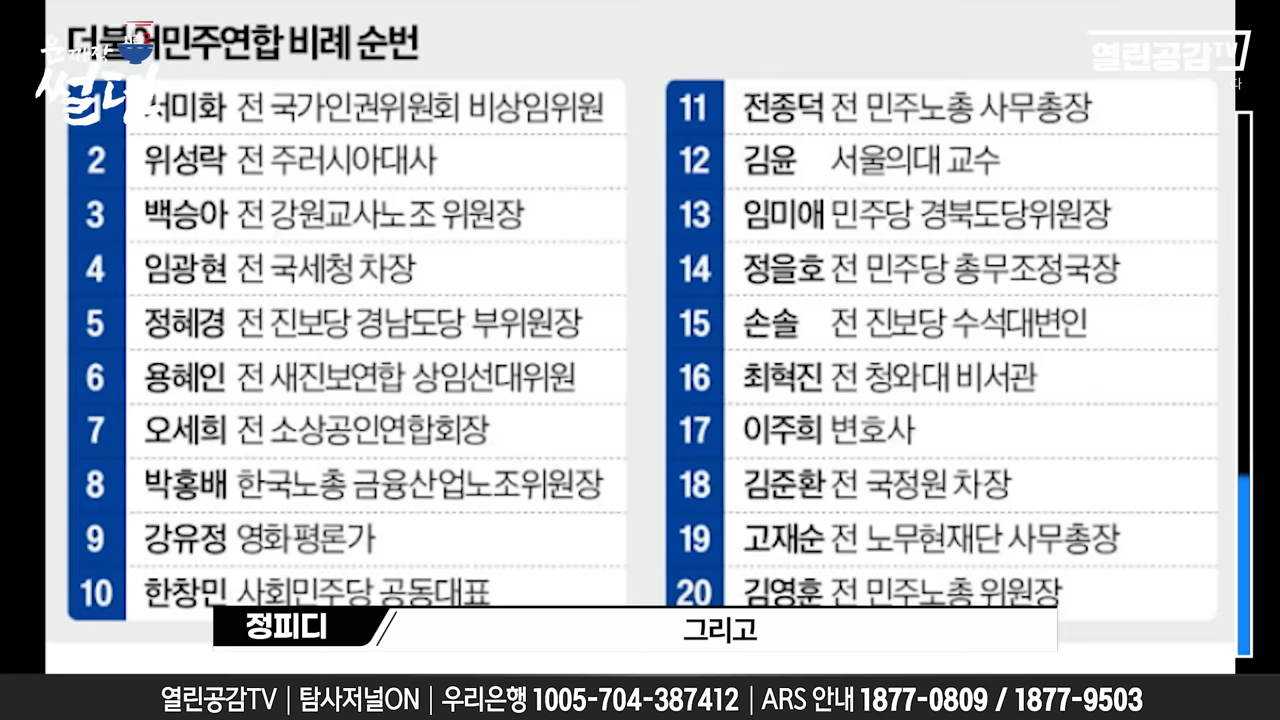 더불어민주연합 비례 순번
열린공감TV
서미화 전 국가인권위원회 비상임위원
2 위성락 전 주러시아대사
3 백승아 전 강원교사노조 위원장
4 임광현 전 국세청 차장
5 정혜경 전 진보당 경남도당 부위원장
6 용혜인 전 새진보연합 상임선대위원
7 오세희 전 소상공인연합회장
8 박홍배 한국노총 금융산업노조위원장
9 강유정 영화평론가
10 한창민 사회민주당 공동대표
11 전종덕 전 민주노총 사무총장
12 김윤 서울의대 교수
13 임미애 민주당 경북도당위원장
14 정을호 전 민주당 총무조정국장
15 손솔 전 진보당 수석대변인
16 최혁진 전 청와대 비서관
17 이주희 변호사
18 김준환 전 국정원 차장
19 고재순 전 노무현재단 사무총장
20 김영훈 전 민주노총 위원장
정피디 그리고
열린공감TV | 탐사저널ON | 우리은행 1005-704-387412 | ARS 안내 1877-0809 / 1877-9503